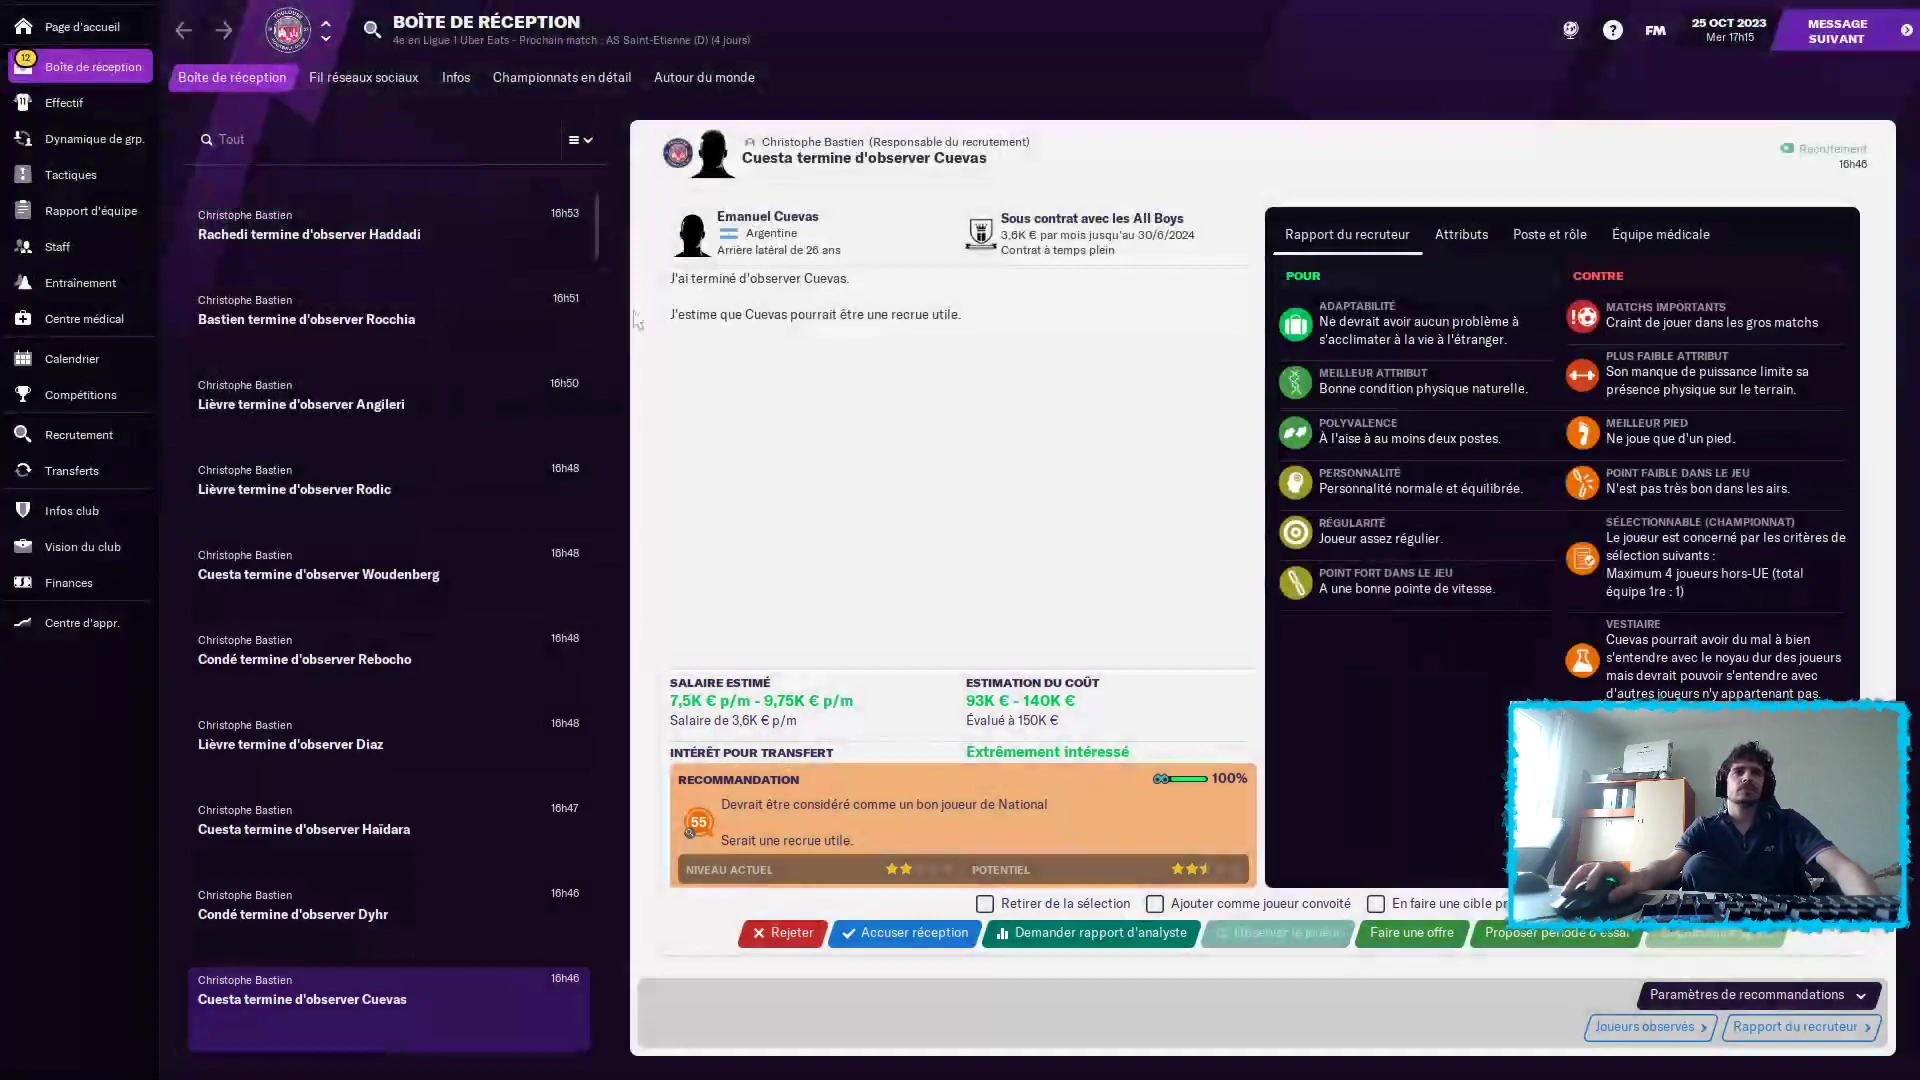 Page d'accueil
12
Boîte de réception
Effectif
Dynamique de grp.
Tactiques
Rapport d'équipe
Staff
Entraînement
Centre médical
Calendrier
Compétitions
Recrutement
Transferts
Infos club
Vision du club
Finances
Centre d'appr.
BOÎTE DE RÉCEPTION
4e en Ligue 1 Uber Eats - Prochain match : AS Saint-Etienne (D) (4 jours)
FM
25 OCT 2023
Mer 17h15
MESSAGE
SUIVANT
Boîte de réception
Fil réseaux sociaux
Infos
Championnats en détail
Autour du monde
Tout
Christophe Bastien
16h53
Rachedi termine d'observer Haddadi
Christophe Bastien
16h51
Bastien termine d'observer Rocchia
Christophe Bastien
16h50
Lièvre termine d'observer Angileri
Christophe Bastien
16h48
Lièvre termine d'observer Rodic
Christophe Bastien
16h48
Cuesta termine d'observer Woudenberg
Christophe Bastien
16h48
Condé termine d'observer Rebocho
Christophe Bastien
16h48
Lièvre termine d'observer Diaz
Christophe Bastien
16h47
Cuesta termine d'observer Haïdara
Christophe Bastien
16h46
Condé termine d'observer Dyhr
Christophe Bastien
16h46
Cuesta termine d'observer Cuevas
Christophe Bastien (Responsable du recrutement)
Cuesta termine d'observer Cuevas
Recrutement
16h46
Emanuel Cuevas
Argentine
Arrière latéral de 26 ans
Sous contrat avec les All Boys
3,6K € par mois jusqu'au 30/6/2024
Contrat à temps plein
J'ai terminé d'observer Cuevas.
J'estime que Cuevas pourrait être une recrue utile.
SALAIRE ESTIMÉ
7,5K € p/m - 9,75K € p/m
Salaire de 3,6K € p/m
ESTIMATION DU COÛT
93K € - 140K €
Évalué à 150K €
INTÉRÊT POUR TRANSFERT
Extrêmement intéressé
RECOMMANDATION
100%
55
Devrait être considéré comme un bon joueur de National
Serait une recrue utile.
NIVEAU ACTUEL
POTENTIEL
Rapport du recruteur
Attributs
Poste et rôle
Équipe médicale
POUR
ADAPTABILITÉ
Ne devrait avoir aucun problème à
s'acclimater à la vie à l'étranger.
MEILLEUR ATTRIBUT
Bonne condition physique naturelle.
POLYVALENCE
À l'aise à au moins deux postes.
PERSONNALITÉ
Personnalité normale et équilibrée.
RÉGULARITÉ
Joueur assez régulier.
POINT FORT DANS LE JEU
A une bonne pointe de vitesse.
CONTRE
MATCHS IMPORTANTS
Craint de jouer dans les gros matchs
PLUS FAIBLE ATTRIBUT
Son manque de puissance limite sa
présence physique sur le terrain.
MEILLEUR PIED
Ne joue que d'un pied.
POINT FAIBLE DANS LE JEU
N'est pas très bon dans les airs.
SÉLECTIONNABLE (CHAMPIONNAT)
Le joueur est concerné par les critères de
sélection suivants :
Maximum 4 joueurs hors-UE (total
équipe 1re : 1)
VESTIAIRE
Cuevas pourrait avoir du mal à bien
s'entendre avec le noyau dur des joueurs
mais devrait pouvoir s'entendre avec
d'autres joueurs n'y appartenant pas.
Retirer de la sélection
Ajouter comme joueur convoité
En faire une cible
Rejeter
Accuser réception
Demander rapport d'analyste
Observer le joueur
Faire une offre
Proposer période d'essai
Paramètres de recommandations
Joueurs observés
Rapport du recruteur